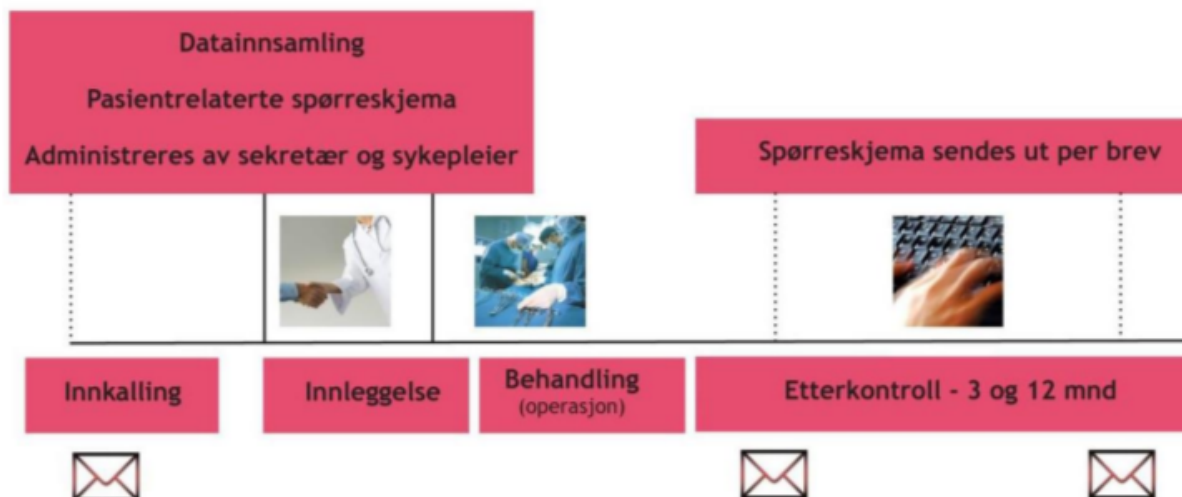 Datainnsamling
Pasientrelaterte spørreskjema
Administreres av sekretær og sykepleier
Spørreskjema sendes ut per brev
Innkalling
Innleggelse
Behandling
(operasjon)
Etterkontroll - 3 og 12 mnd